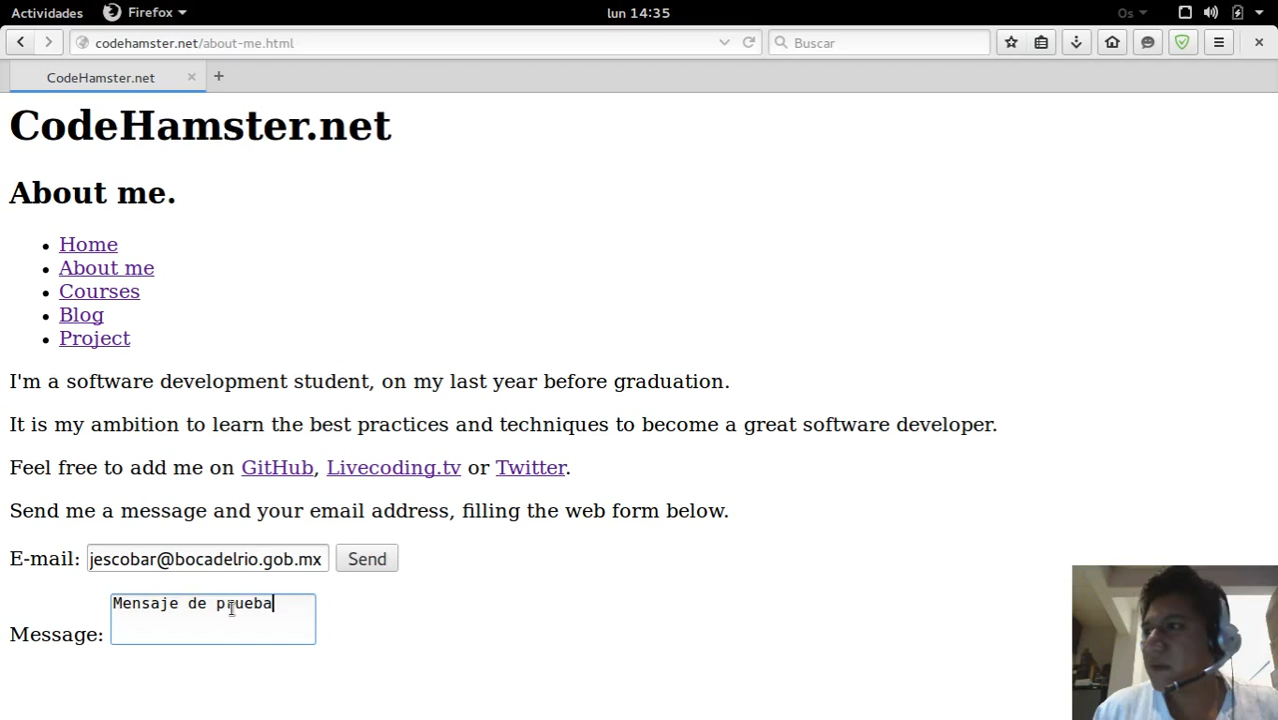 Actividades Firefox lun 14:35 Os
codehamster.net/about-me.html Buscar
CodeHamster.net
CodeHamster.net
About me.
Home
About me
Courses
Blog
Project
I'm a software development student, on my last year before graduation.
It is my ambition to learn the best practices and techniques to become a great software developer.
Feel free to add me on GitHub, Livecoding.tv or Twitter.
Send me a message and your email address, filling the web form below.
E-mail: jescobar@bocadelrio.gob.mx Send
Mensaje de prueba
Message: